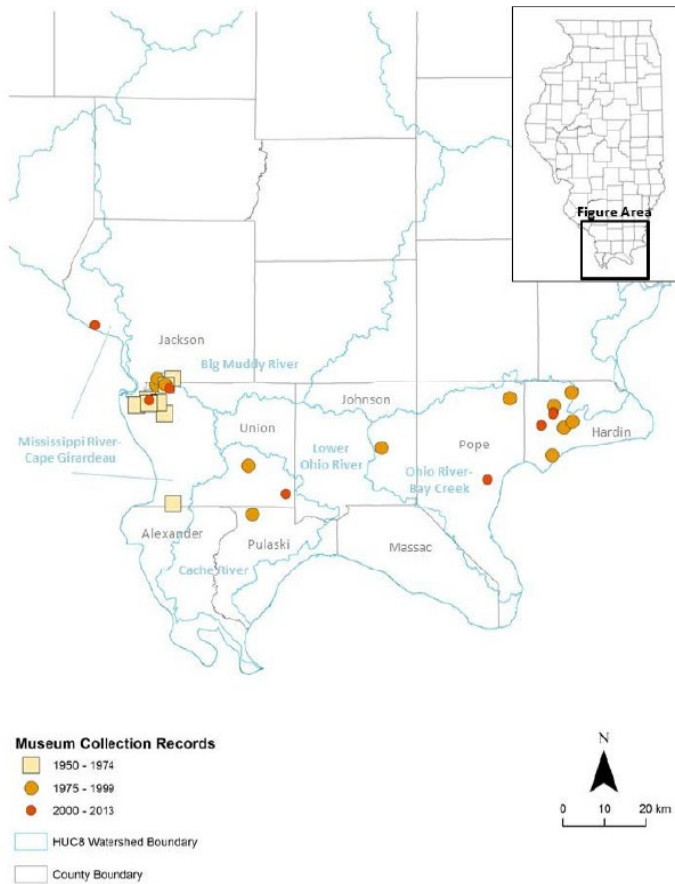 Figure Area
Jackson
Big Muddy River
Johnson
Mississippi River-
Cape Girardeau
Union
Lower
Ohio River
Pope
Hardin
Ohio River-
Bay Creek
Alexander
Pulaski
Massac
Cache River
Museum Collection Records
1950 - 1974
1975 - 1999
2000 - 2013
HUC8 Watershed Boundary
County Boundary
N
0 10 20 km